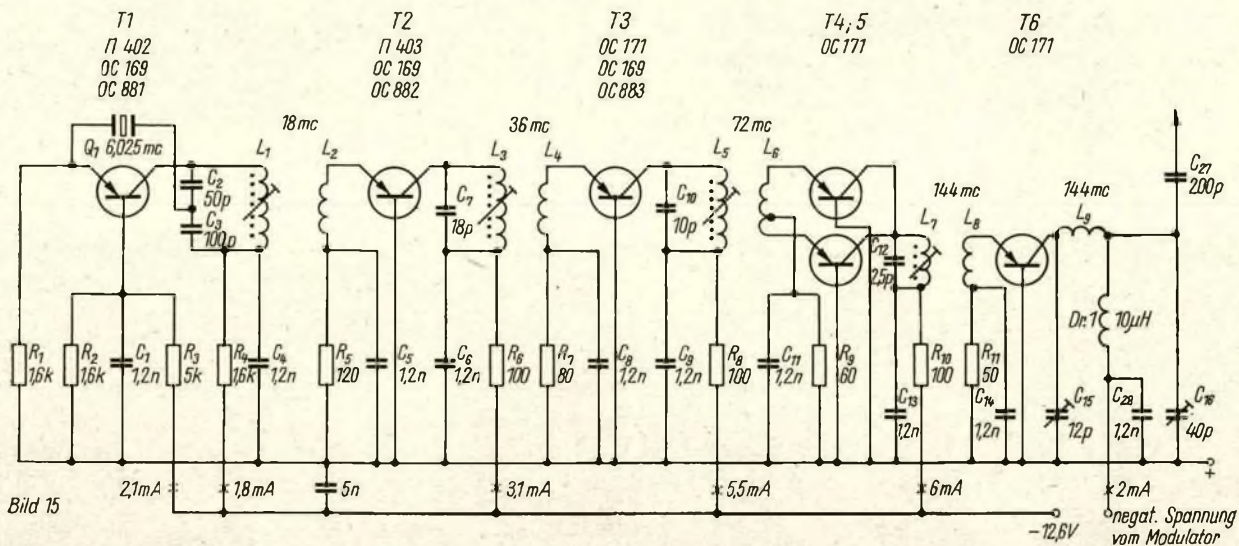 T1
П 402
OC 169
OC 881
T2
П 403
OC 169
OC 882
T3
OC 171
OC 169
OC 883
T4; 5
OC 171
T6
OC 171
Q1 6,025 mc
18 mc
36 mc
72 mc
144 mc
144 mc
L1
L2
L3
L4
L5
L6
L7
L8
L9
C2
50p
C3
100p
C7
18p
C10
10p
C12
2,5p
C27
200p
Dr. 1
10µH
R1
1,6k
R2
1,6k
C1
1,2n
R3
5k
R4
1,6k
C4
1,2n
R5
120
C5
1,2n
C6
1,2n
R6
100
R7
80
C8
1,2n
C9
1,2n
R8
100
C11
1,2n
R9
60
C13
1,2n
R10
100
R11
50
C14
1,2n
C15
12p
C28
1,2n
C16
40p
+
2,1mA
1,8mA
5n
3,1mA
5,5mA
6mA
2mA
Bild 15
-12,6V
negat. Spannung
vom Modulator